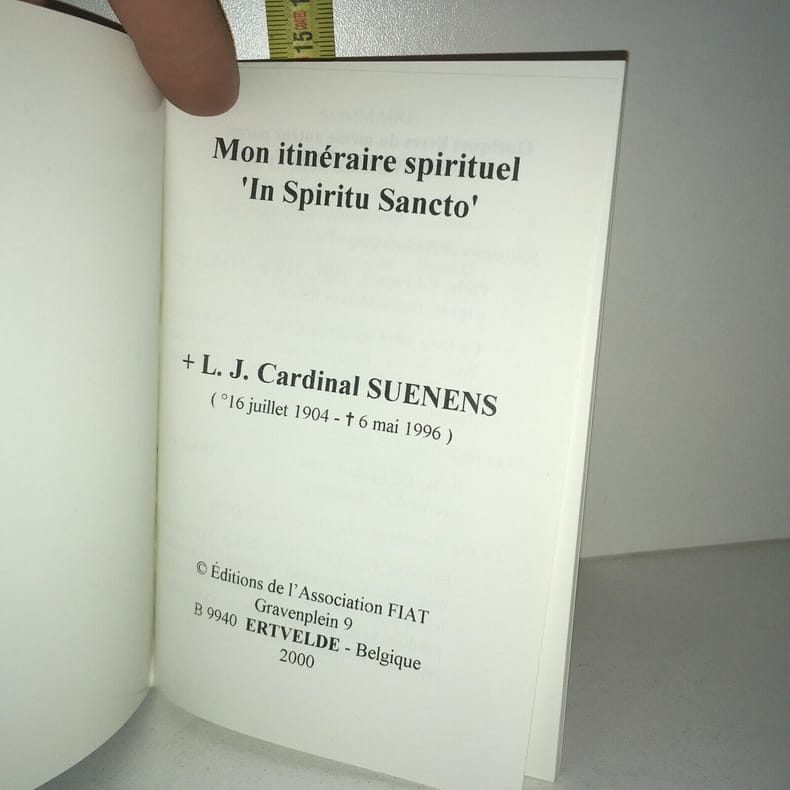 15
Mon itinéraire spirituel
'In Spiritu Sancto'
+ L. J. Cardinal SUENENS
( °16 juillet 1904 - † 6 mai 1996 )
© Éditions de l'Association FIAT
Gravenplein 9
B 9940 ERTVELDE - Belgique
2000